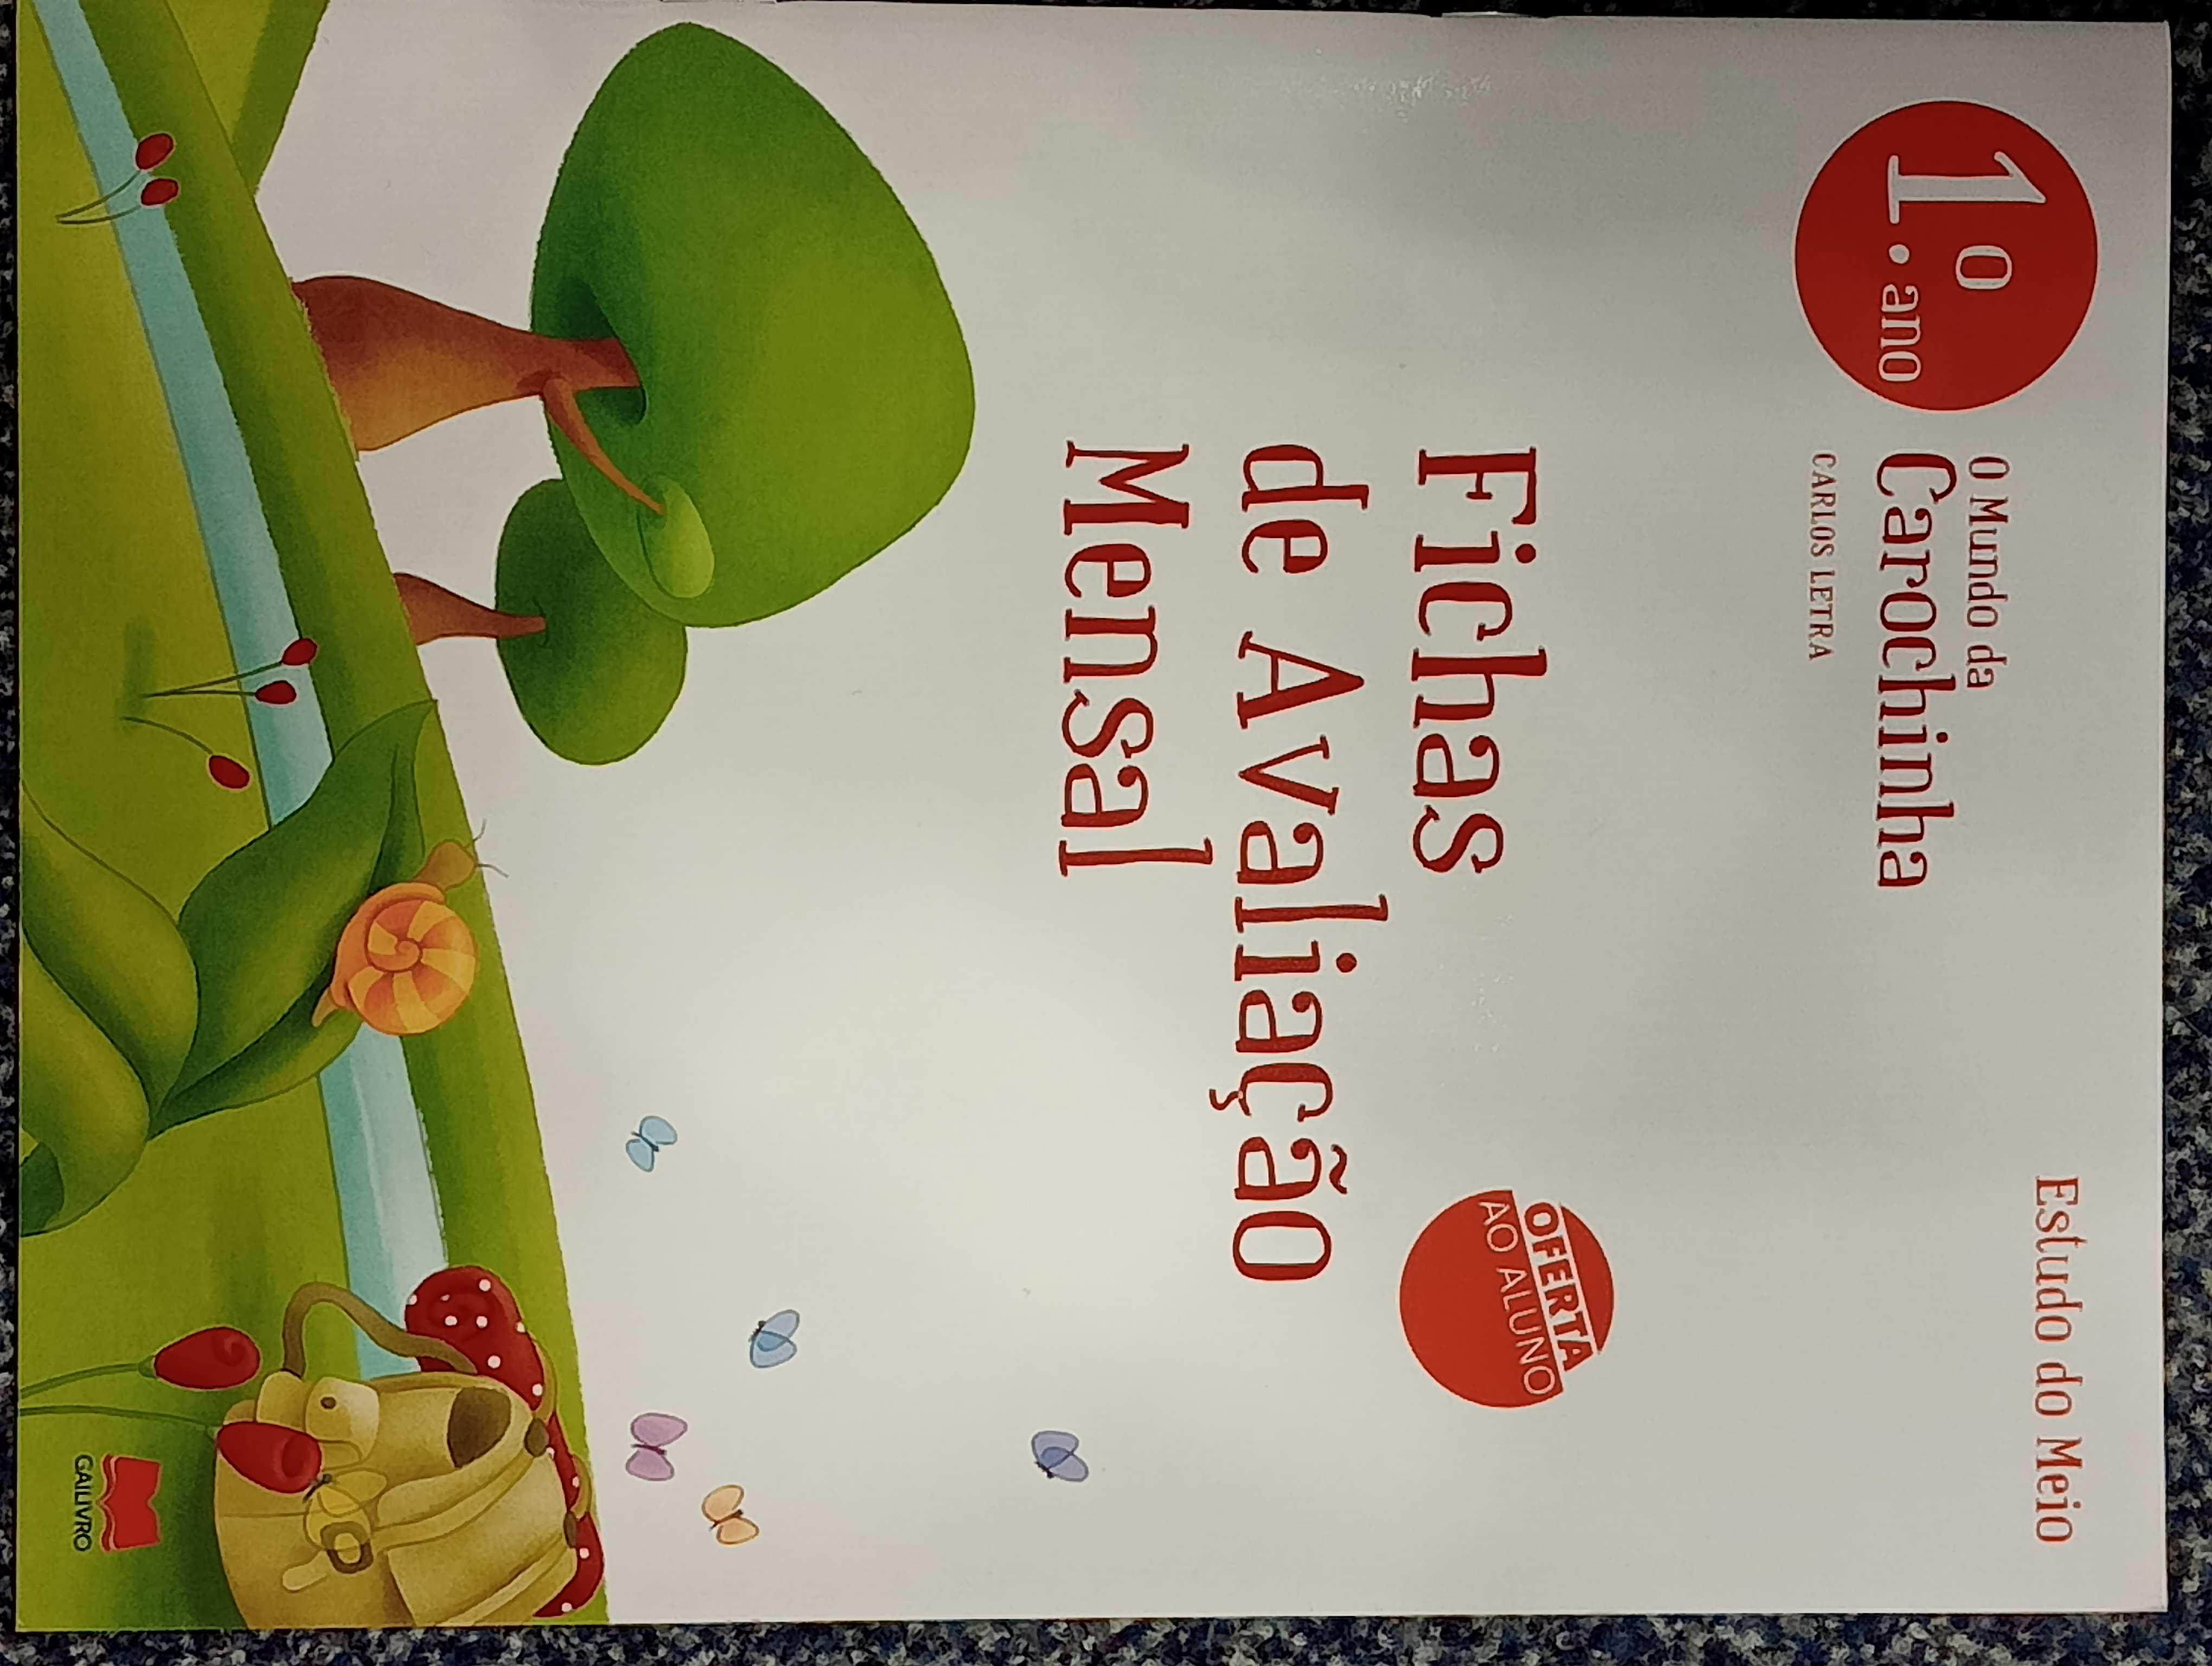 Estudo do Meio
1.º ano
O Mundo da
Carochinha
CARLOS LETRA
OFERTA
AO ALUNO
Fichas
de Avaliação
Mensal
GAILIVRO